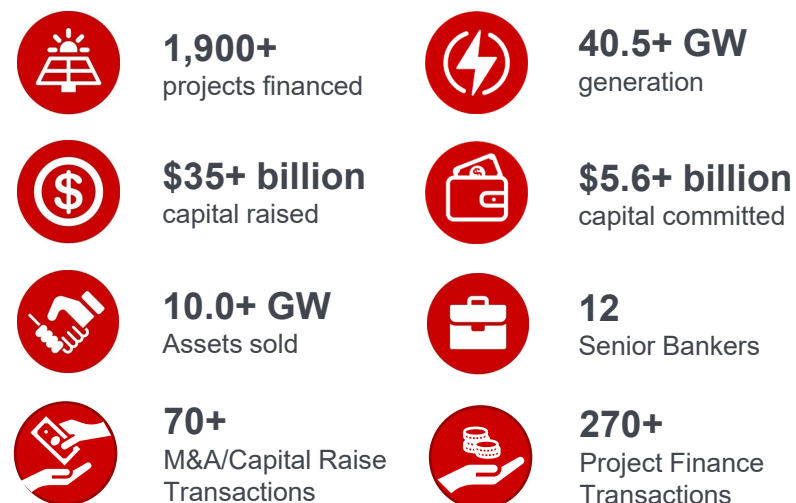 1,900+
projects financed
40.5+ GW
generation
$35+ billion
capital raised
$5.6+ billion
capital committed
10.0+ GW
Assets sold
12
Senior Bankers
70+
M&A/Capital Raise
Transactions
270+
Project Finance
Transactions